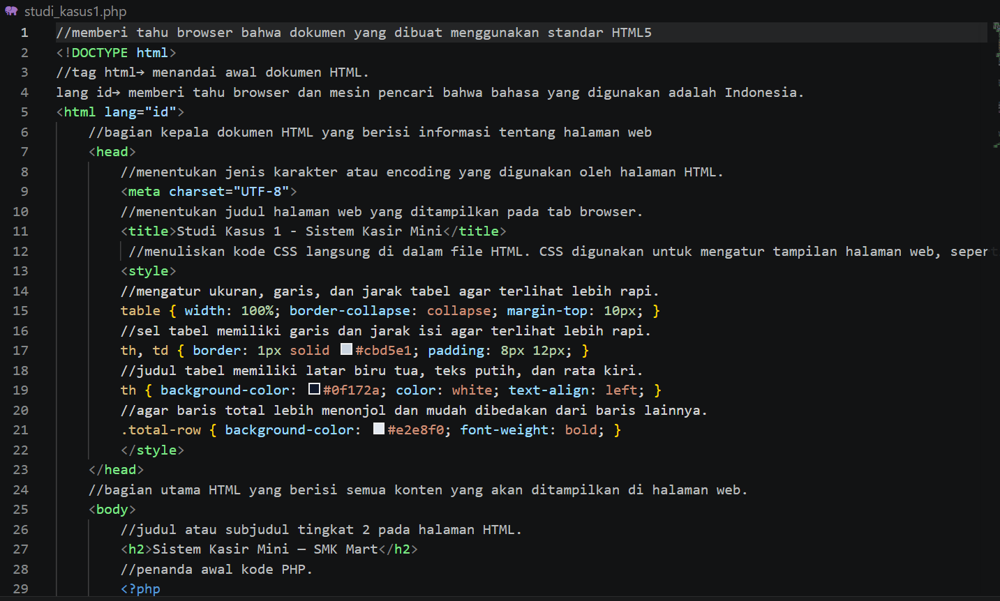 studi_kasus1.php
1 //memberi tahu browser bahwa dokumen yang dibuat menggunakan standar HTML5
2 <!DOCTYPE html>
3 //tag html→ menandai awal dokumen HTML.
4 lang id→ memberi tahu browser dan mesin pencari bahwa bahasa yang digunakan adalah Indonesia.
5 <html lang="id">
6 //bagian kepala dokumen HTML yang berisi informasi tentang halaman web
7 <head>
8 //menentukan jenis karakter atau encoding yang digunakan oleh halaman HTML.
9 <meta charset="UTF-8">
10 //menentukan judul halaman web yang ditampilkan pada tab browser.
11 <title>Studi Kasus 1 - Sistem Kasir Mini</title>
12 //menuliskan kode CSS langsung di dalam file HTML. CSS digunakan untuk mengatur tampilan halaman web, sepert
13 <style>
14 //mengatur ukuran, garis, dan jarak tabel agar terlihat lebih rapi.
15 table { width: 100%; border-collapse: collapse; margin-top: 10px; }
16 //sel tabel memiliki garis dan jarak isi agar terlihat lebih rapi.
17 th, td { border: 1px solid #cbd5e1; padding: 8px 12px; }
18 //judul tabel memiliki latar biru tua, teks putih, dan rata kiri.
19 th { background-color: #0f172a; color: white; text-align: left; }
20 //agar baris total lebih menonjol dan mudah dibedakan dari baris lainnya.
21 .total-row { background-color: #e2e8f0; font-weight: bold; }
22 </style>
23 </head>
24 //bagian utama HTML yang berisi semua konten yang akan ditampilkan di halaman web.
25 <body>
26 //judul atau subjudul tingkat 2 pada halaman HTML.
27 <h2>Sistem Kasir Mini — SMK Mart</h2>
28 //penanda awal kode PHP.
29 <?php